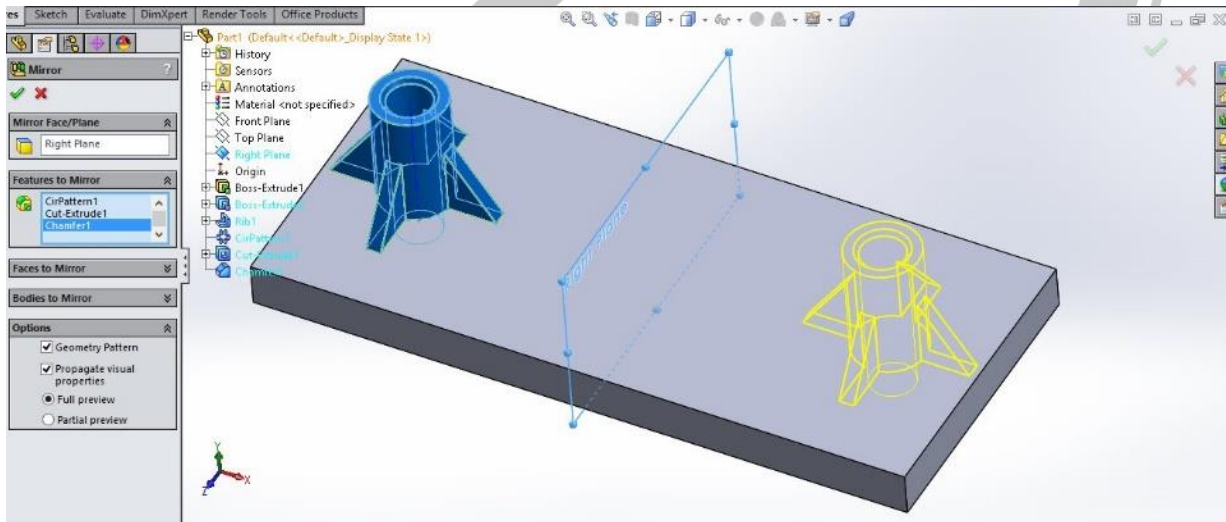 es Sketch Evaluate DimXpert Render Tools Office Products
Mirror ?
Mirror Face/Plane
Right Plane
Features to Mirror
CirPattern1
Cut-Extrude1
Chamfer1
Faces to Mirror
Bodies to Mirror
Options
Geometry Pattern
Propagate visual
properties
Full preview
Partial preview
Part1 (Default<<Default>_Display State 1>)
History
Sensors
Annotations
Material <not specified>
Front Plane
Top Plane
Right Plane
Origin
Boss-Extrude1
Rib1
Right Plane
Y
X
Z